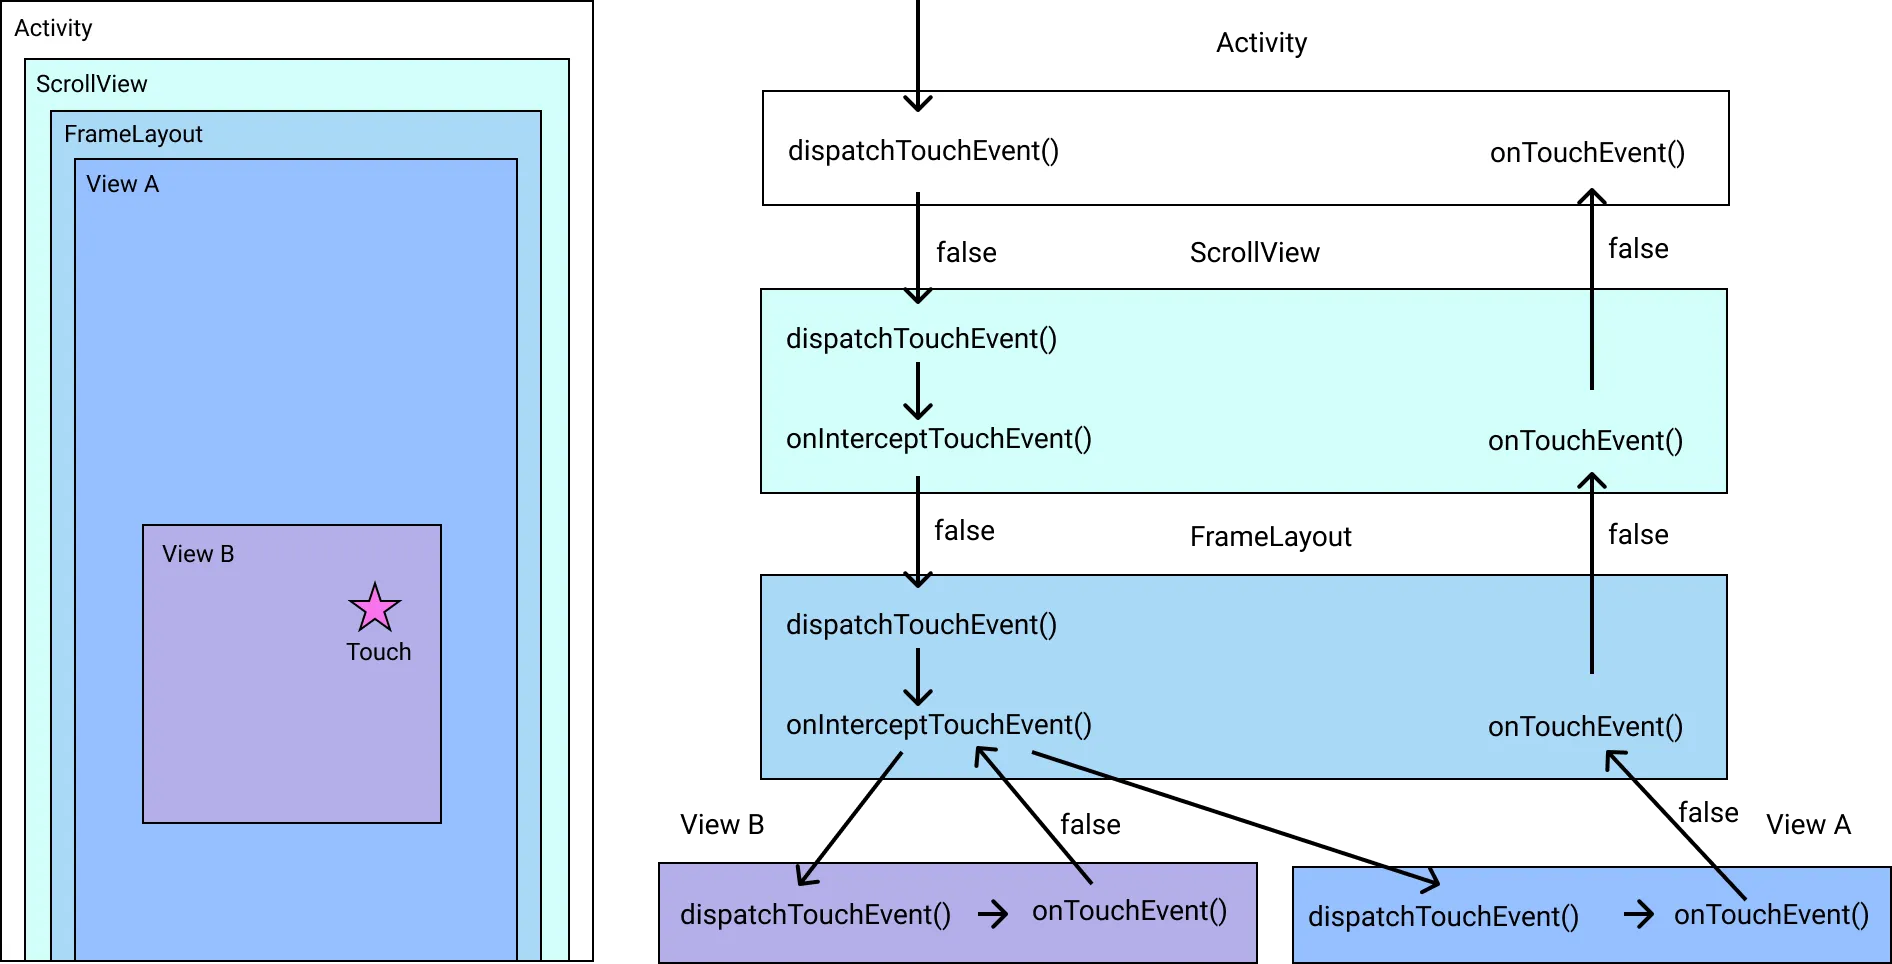 Activity
ScrollView
FrameLayout
View A
View B
Touch
Activity
dispatchTouchEvent()
onTouchEvent()
false
ScrollView
false
dispatchTouchEvent()
onInterceptTouchEvent()
onTouchEvent()
false
FrameLayout
false
dispatchTouchEvent()
onInterceptTouchEvent()
onTouchEvent()
View B
false
false
View A
dispatchTouchEvent()
onTouchEvent()
dispatchTouchEvent()
onTouchEvent()